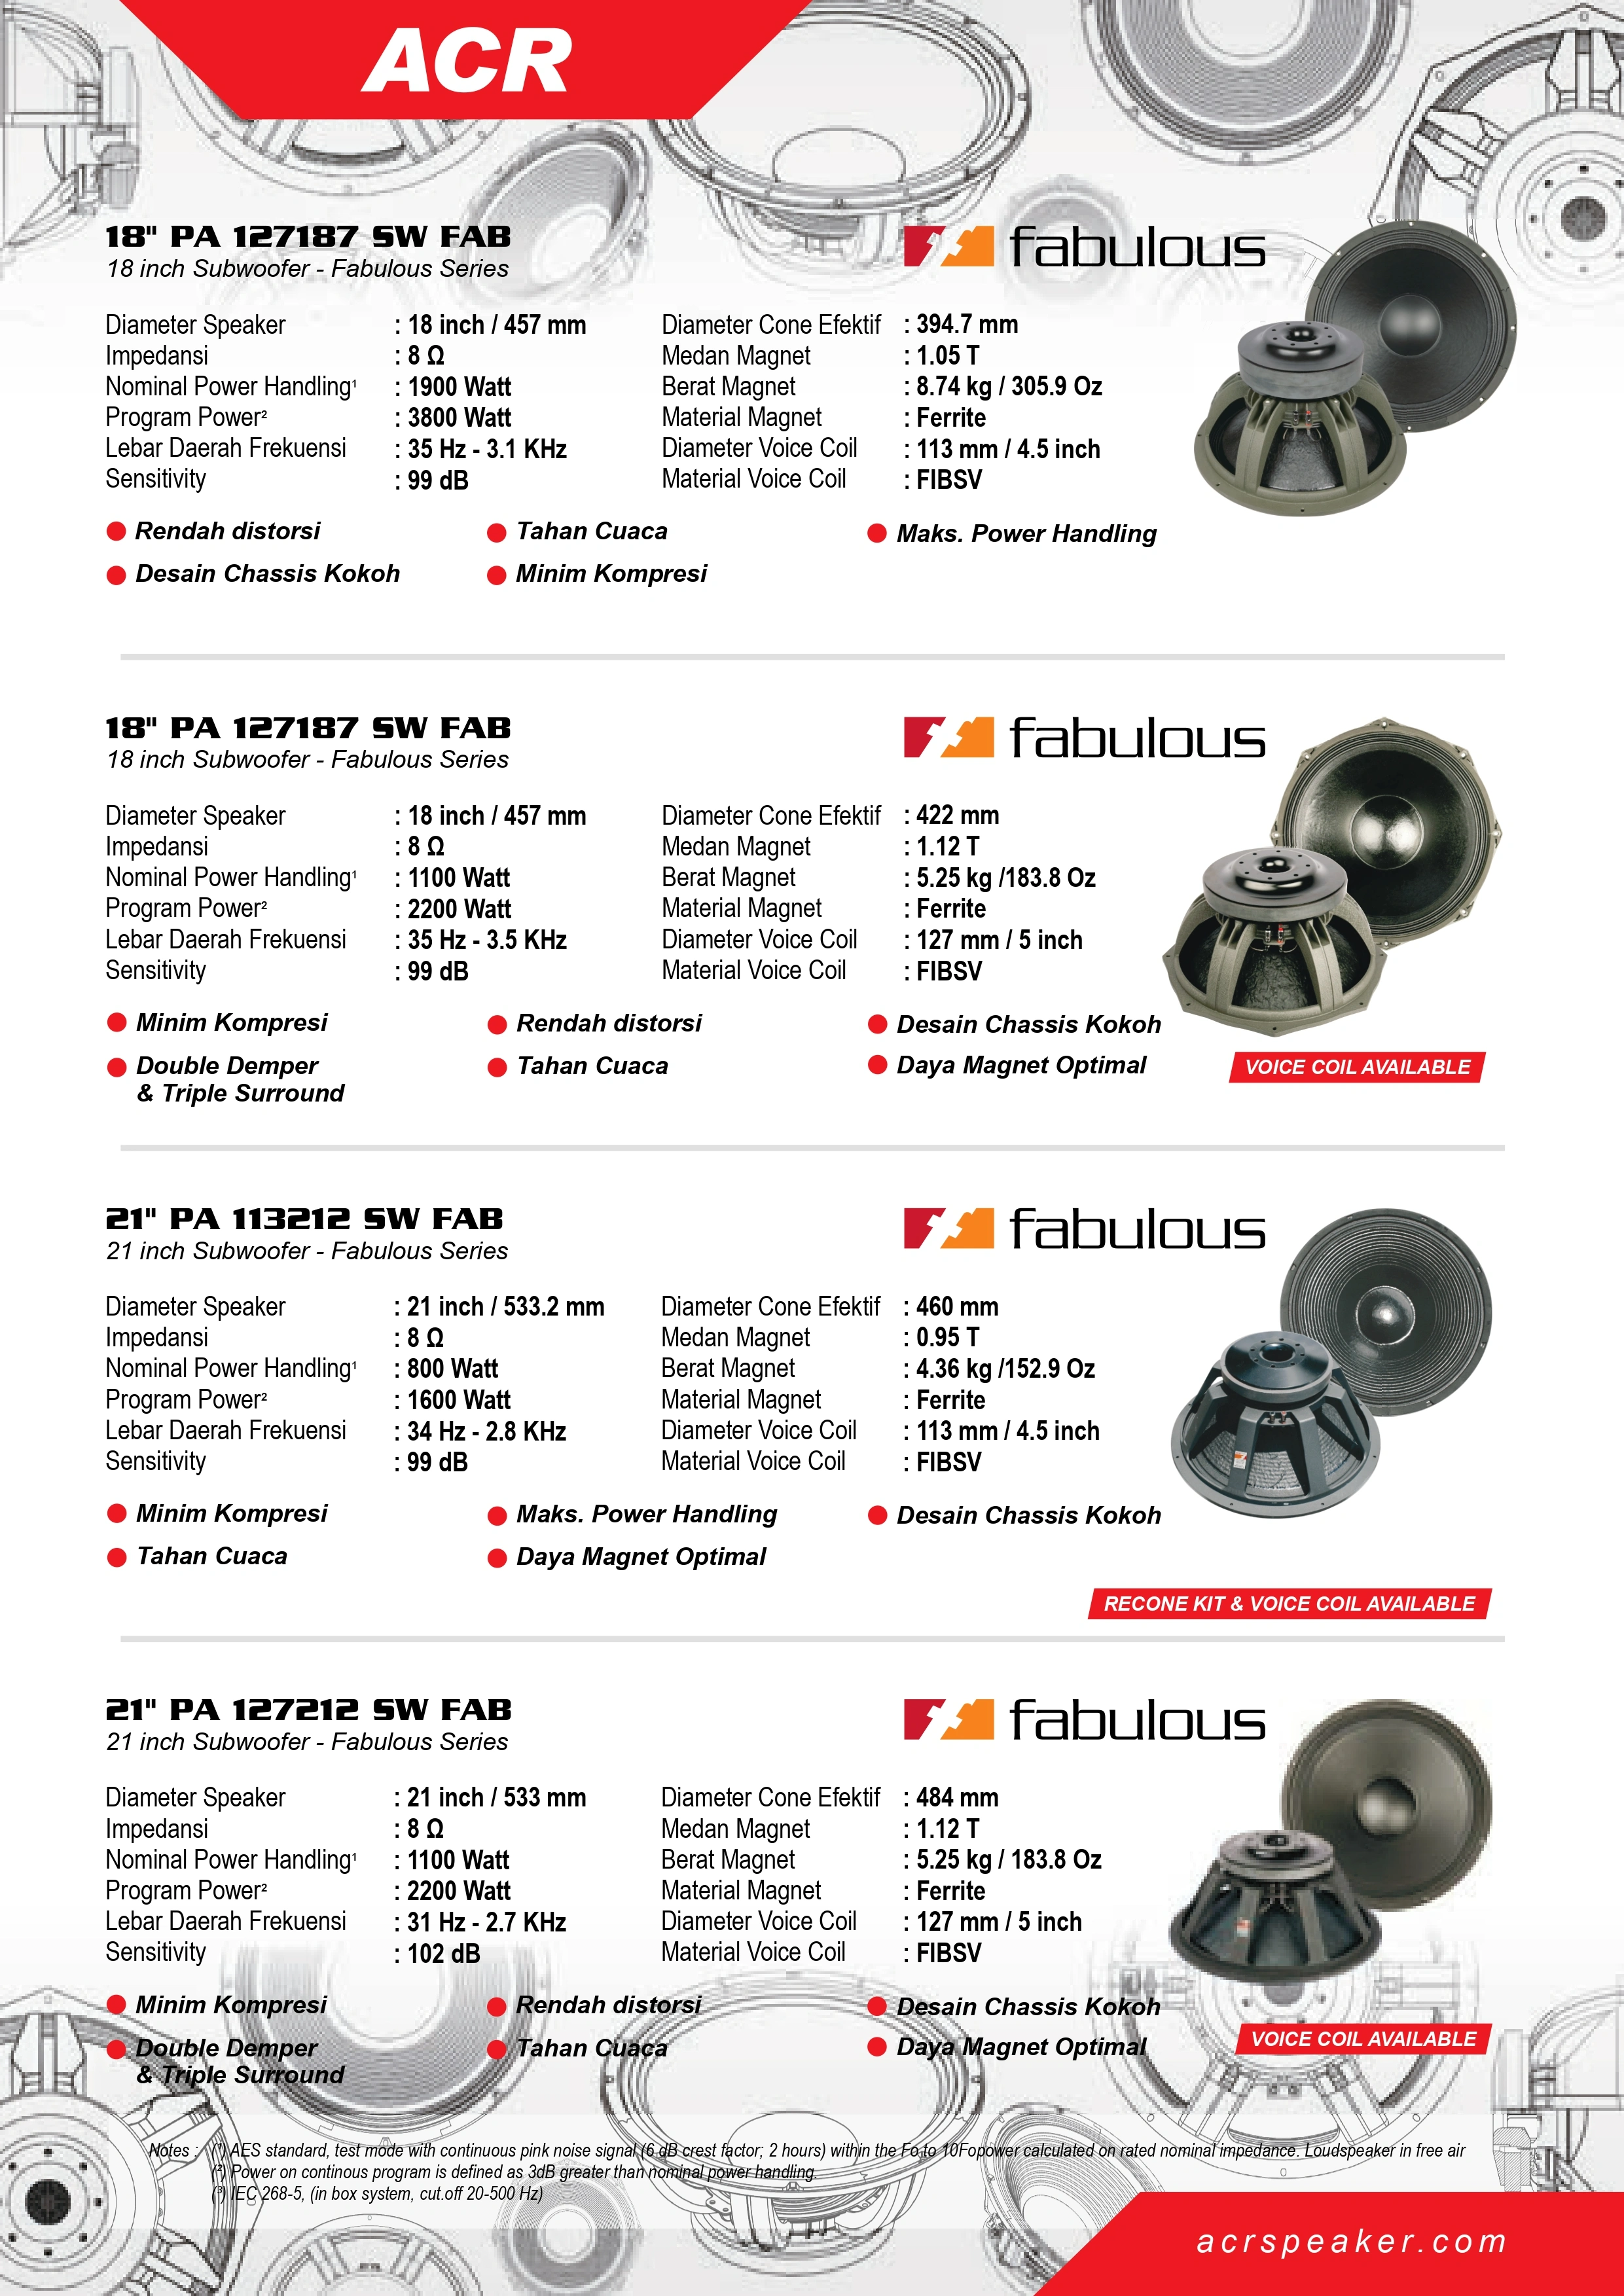 ACR
18" PA 127187 SW FAB
fabulous
18 inch Subwoofer - Fabulous Series
Diameter Speaker : 18 inch / 457 mm Diameter Cone Efektif : 394.7 mm
Impedansi : 8 Ω Medan Magnet : 1.05 T
Nominal Power Handling¹ : 1900 Watt Berat Magnet : 8.74 kg / 305.9 Oz
Program Power² : 3800 Watt Material Magnet : Ferrite
Lebar Daerah Frekuensi : 35 Hz - 3.1 KHz Diameter Voice Coil : 113 mm / 4.5 inch
Sensitivity : 99 dB Material Voice Coil : FIBSV
Rendah distorsi Tahan Cuaca Maks. Power Handling
Desain Chassis Kokoh Minim Kompresi
18" PA 127187 SW FAB
fabulous
18 inch Subwoofer - Fabulous Series
Diameter Speaker : 18 inch / 457 mm Diameter Cone Efektif : 422 mm
Impedansi : 8 Ω Medan Magnet : 1.12 T
Nominal Power Handling¹ : 1100 Watt Berat Magnet : 5.25 kg /183.8 Oz
Program Power² : 2200 Watt Material Magnet : Ferrite
Lebar Daerah Frekuensi : 35 Hz - 3.5 KHz Diameter Voice Coil : 127 mm / 5 inch
Sensitivity : 99 dB Material Voice Coil : FIBSV
Minim Kompresi Rendah distorsi Desain Chassis Kokoh
Double Demper Tahan Cuaca Daya Magnet Optimal VOICE COIL AVAILABLE
& Triple Surround
21" PA 113212 SW FAB
fabulous
21 inch Subwoofer - Fabulous Series
Diameter Speaker : 21 inch / 533.2 mm Diameter Cone Efektif : 460 mm
Impedansi : 8 Ω Medan Magnet : 0.95 T
Nominal Power Handling¹ : 800 Watt Berat Magnet : 4.36 kg /152.9 Oz
Program Power² : 1600 Watt Material Magnet : Ferrite
Lebar Daerah Frekuensi : 34 Hz - 2.8 KHz Diameter Voice Coil : 113 mm / 4.5 inch
Sensitivity : 99 dB Material Voice Coil : FIBSV
Minim Kompresi Maks. Power Handling Desain Chassis Kokoh
Tahan Cuaca Daya Magnet Optimal
RECONE KIT & VOICE COIL AVAILABLE
21" PA 127212 SW FAB
fabulous
21 inch Subwoofer - Fabulous Series
Diameter Speaker : 21 inch / 533 mm Diameter Cone Efektif : 484 mm
Impedansi : 8 Ω Medan Magnet : 1.12 T
Nominal Power Handling¹ : 1100 Watt Berat Magnet : 5.25 kg / 183.8 Oz
Program Power² : 2200 Watt Material Magnet : Ferrite
Lebar Daerah Frekuensi : 31 Hz - 2.7 KHz Diameter Voice Coil : 127 mm / 5 inch
Sensitivity : 102 dB Material Voice Coil : FIBSV
Minim Kompresi Rendah distorsi Desain Chassis Kokoh
Double Demper Tahan Cuaca Daya Magnet Optimal VOICE COIL AVAILABLE
& Triple Surround
Notes : (¹) AES standard, test mode with continuous pink noise signal (6 dB crest factor; 2 hours) within the Fo to 10Fopower calculated on rated nominal impedance. Loudspeaker in free air
(²) Power on continous program is defined as 3dB greater than nominal power handling.
(³) IEC 268-5, (in box system, cut.off 20-500 Hz)
acrspeaker.com